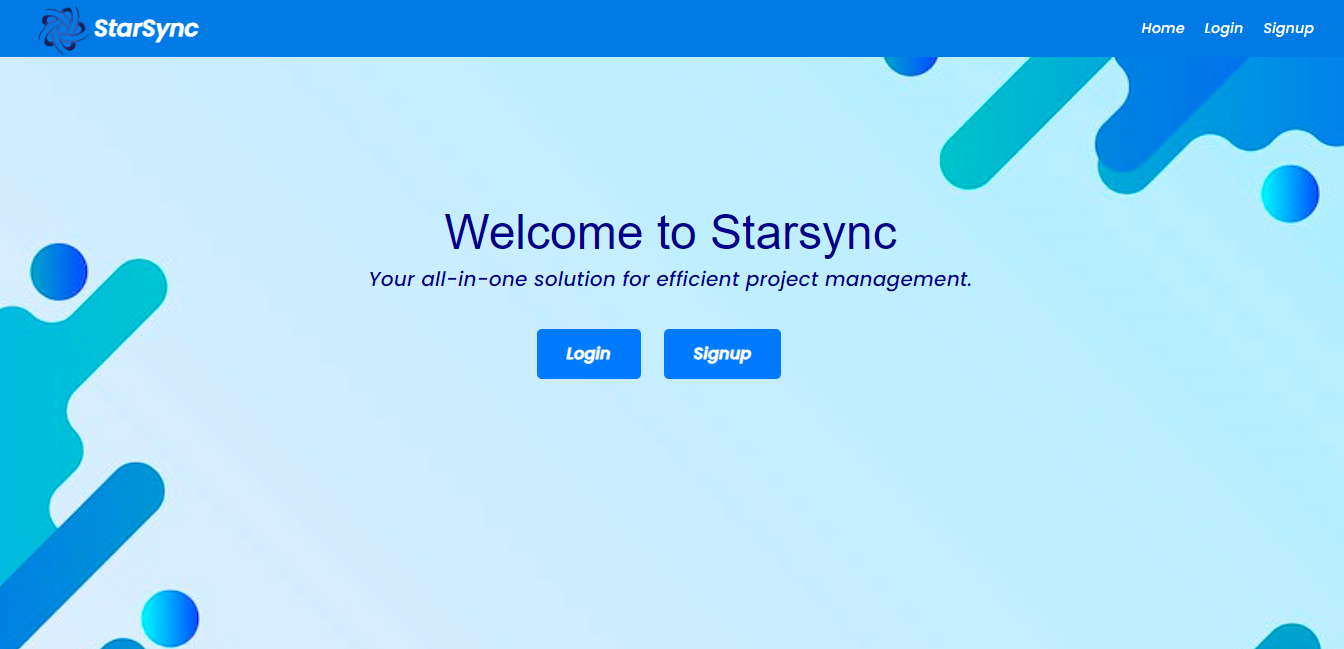 StarSync
Home Login Signup
Welcome to Starsync
Your all-in-one solution for efficient project management.
Login Signup